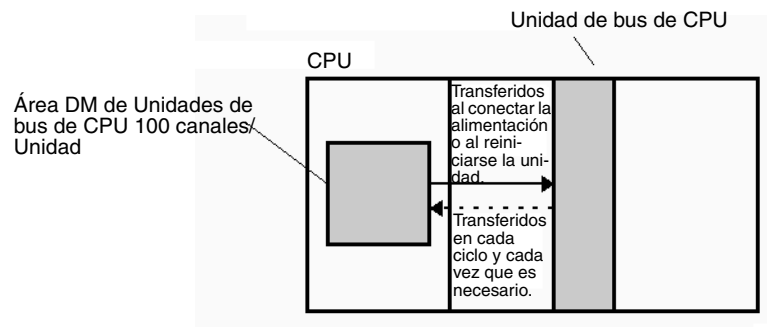 Unidad de bus de CPU
CPU
Área DM de Unidades de
bus de CPU 100 canales/
Unidad
Transferidos
al conectar la
alimentación
o al reini-
ciarse la uni-
dad.
Transferidos
en cada
ciclo y cada
vez que es
necesario.